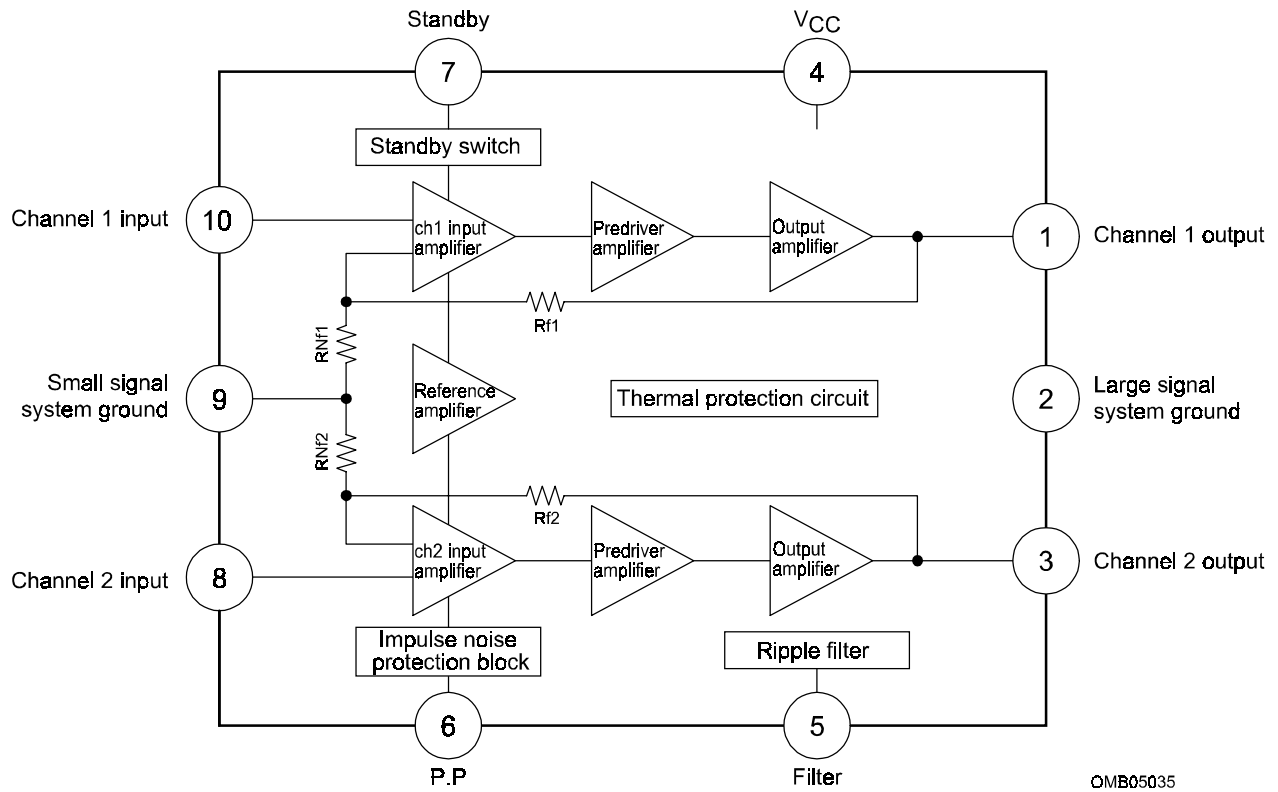 Standby
VCC
7
4
Standby switch
Channel 1 input
10
ch1 input
amplifier
Predriver
amplifier
Output
amplifier
1
Channel 1 output
Rf1
RNf1
Small signal
system ground
9
Reference
amplifier
Thermal protection circuit
2
Large signal
system ground
RNf2
Rf2
Channel 2 input
8
ch2 input
amplifier
Predriver
amplifier
Output
amplifier
3
Channel 2 output
Impulse noise
protection block
Ripple filter
6
5
P.P
Filter
OMB05035